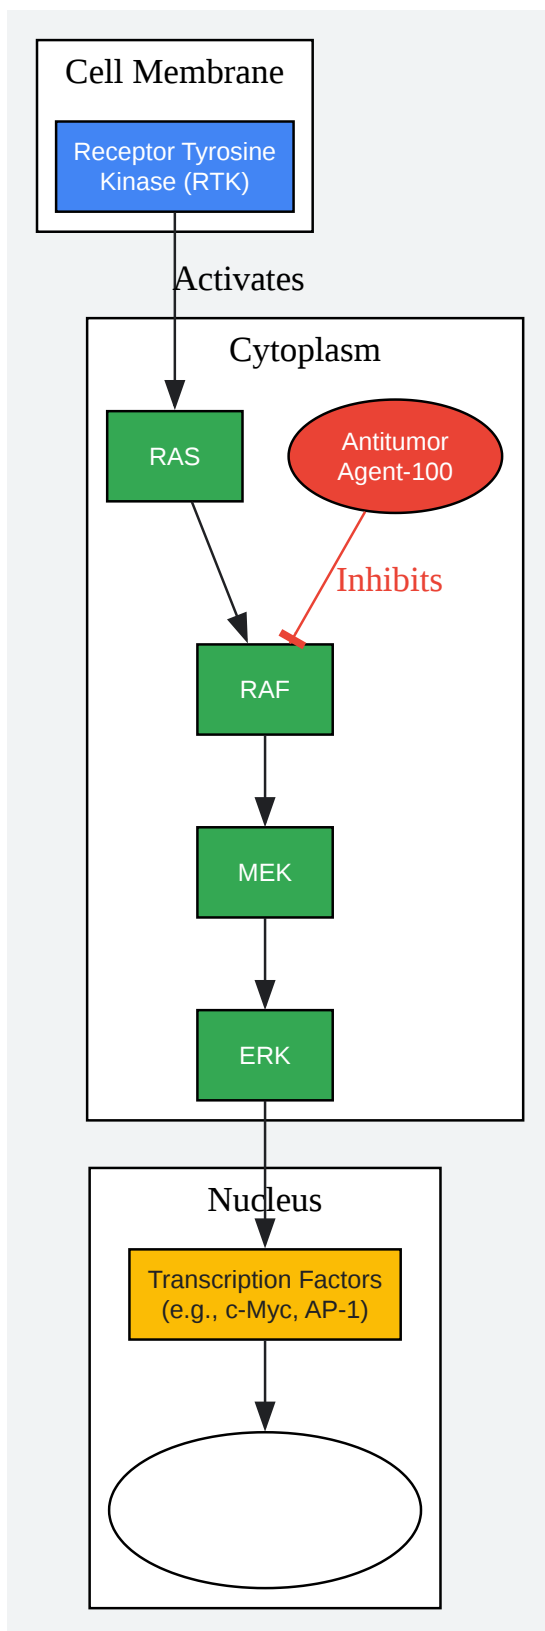 Cell Membrane
Receptor Tyrosine
Kinase (RTK)
Activates
Cytoplasm
RAS
Antitumor
Agent-100
Inhibits
RAF
MEK
ERK
Nucleus
Transcription Factors
(e.g., c-Myc, AP-1)